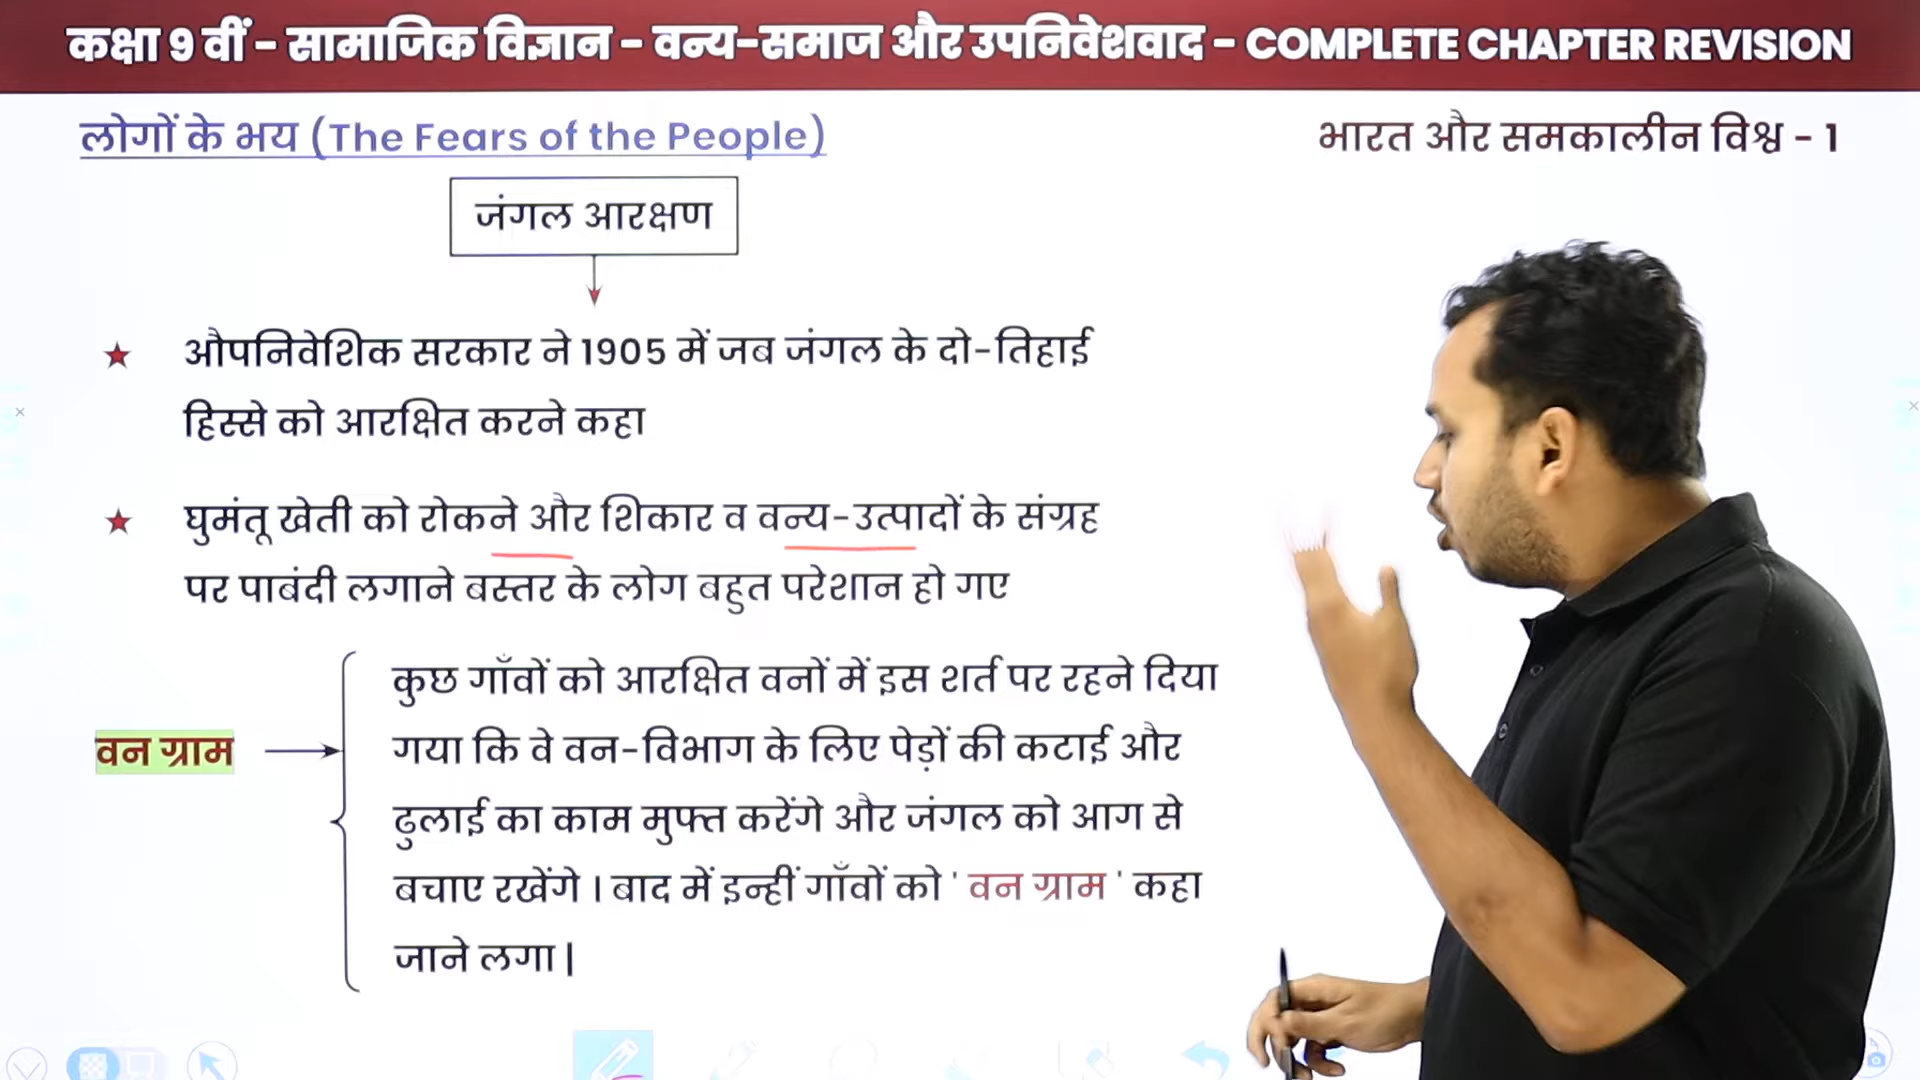 कक्षा 9 वीं - सामाजिक विज्ञान - वन्य-समाज और उपनिवेशवाद - COMPLETE CHAPTER REVISION
लोगों के भय (The Fears of the People)
भारत और समकालीन विश्व - 1
जंगल आरक्षण
★ औपनिवेशिक सरकार ने 1905 में जब जंगल के दो-तिहाई
हिस्से को आरक्षित करने कहा
★ घुमंतू खेती को रोकने और शिकार व वन्य-उत्पादों के संग्रह
पर पाबंदी लगाने बस्तर के लोग बहुत परेशान हो गए
वन ग्राम
कुछ गाँवों को आरक्षित वनों में इस शर्त पर रहने दिया
गया कि वे वन-विभाग के लिए पेड़ों की कटाई और
ढुलाई का काम मुफ्त करेंगे और जंगल को आग से
बचाए रखेंगे । बाद में इन्हीं गाँवों को ' वन ग्राम ' कहा
जाने लगा |